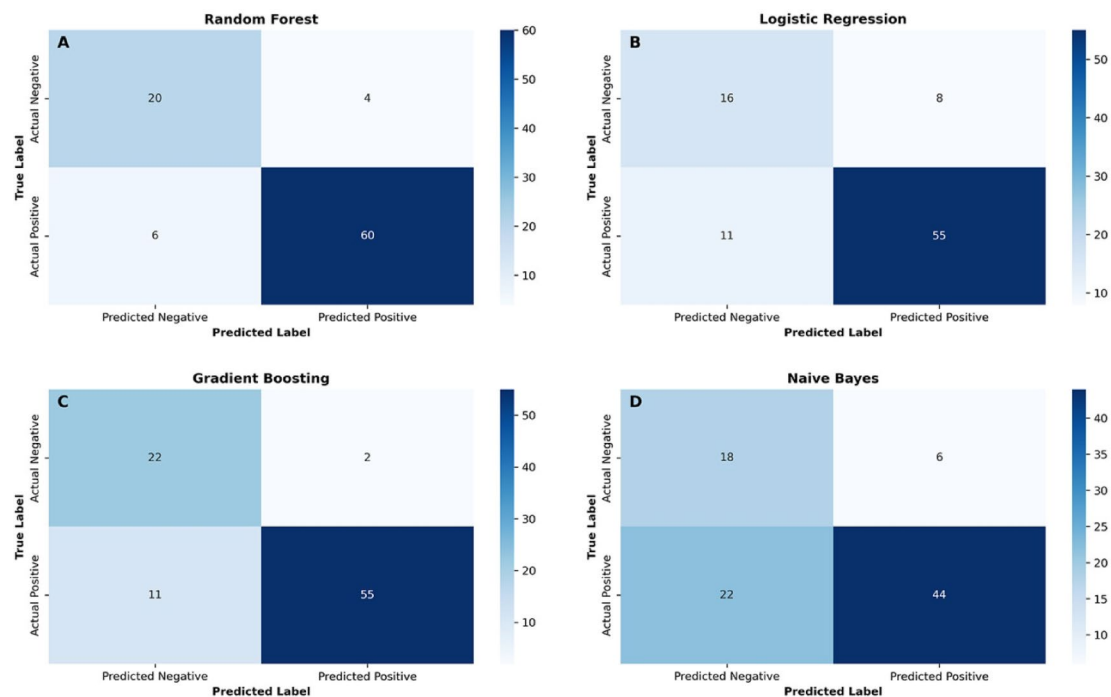 Random Forest
A
20
4
6
60
Actual Negative
Actual Positive
True Label
Predicted Negative
Predicted Positive
Predicted Label
60
50
40
30
20
10
Logistic Regression
B
16
8
11
55
Actual Negative
Actual Positive
True Label
Predicted Negative
Predicted Positive
Predicted Label
50
40
30
20
10
Gradient Boosting
C
22
2
11
55
Actual Negative
Actual Positive
True Label
Predicted Negative
Predicted Positive
Predicted Label
50
40
30
20
10
Naive Bayes
D
18
6
22
44
Actual Negative
Actual Positive
True Label
Predicted Negative
Predicted Positive
Predicted Label
40
35
30
25
20
15
10